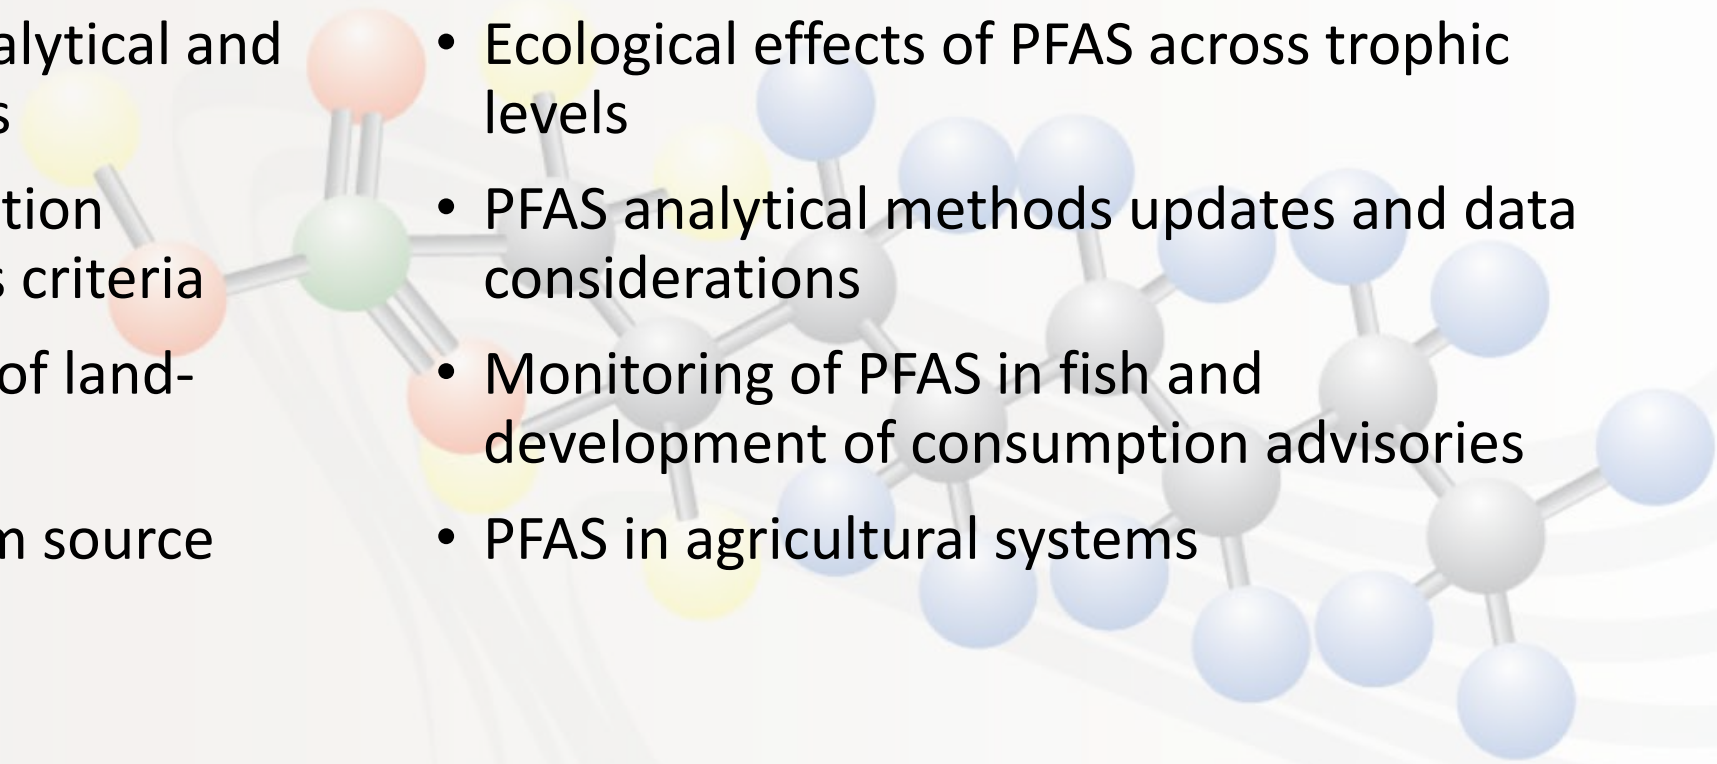 alytical and
tion
criteria
of land-
source
• Ecological effects of PFAS across trophic
levels
• PFAS analytical methods updates and data
considerations
• Monitoring of PFAS in fish and
development of consumption advisories
• PFAS in agricultural systems